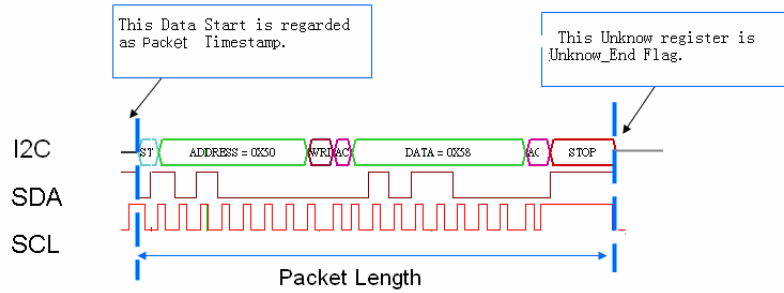 This Data Start is regarded
as Packet Timestamp.
This Unknow register is
Unknow_End Flag.
I2C
ST
ADDRESS = 0X50
WRI
AC
DATA = 0X58
AC
STOP
SDA
SCL
Packet Length